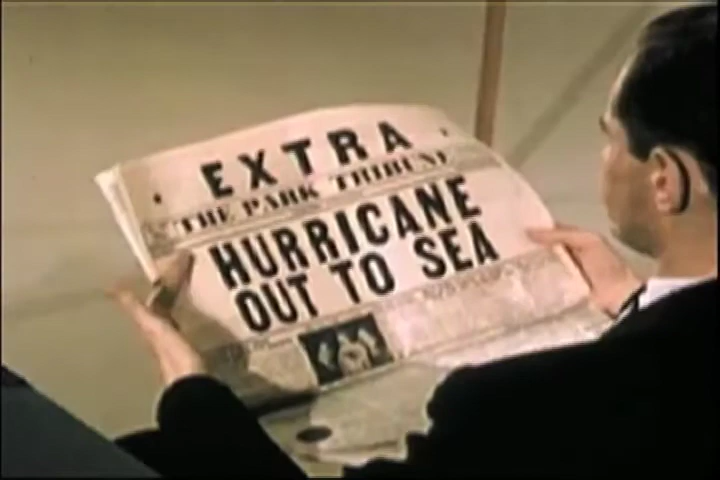 EXTRA
THE PARK TRIBUNE
HURRICANE
OUT TO SEA